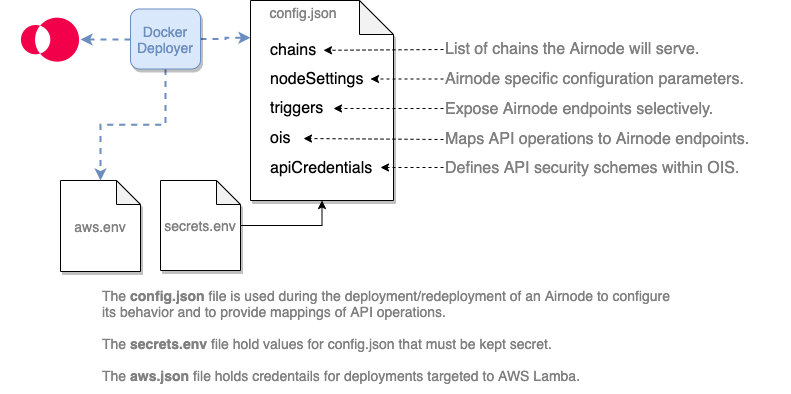 config.json
Docker
Deployer
chains
List of chains the Airnode will serve.
nodeSettings
Airnode specific configuration parameters.
triggers
Expose Airnode endpoints selectively.
ois
Maps API operations to Airnode endpoints.
apiCredentials
Defines API security schemes within OIS.
aws.env
secrets.env
The config.json file is used during the deployment/redeployment of an Airnode to configure
its behavior and to provide mappings of API operations.
The secrets.env file hold values for config.json that must be kept secret.
The aws.json file holds credentails for deployments targeted to AWS Lamba.